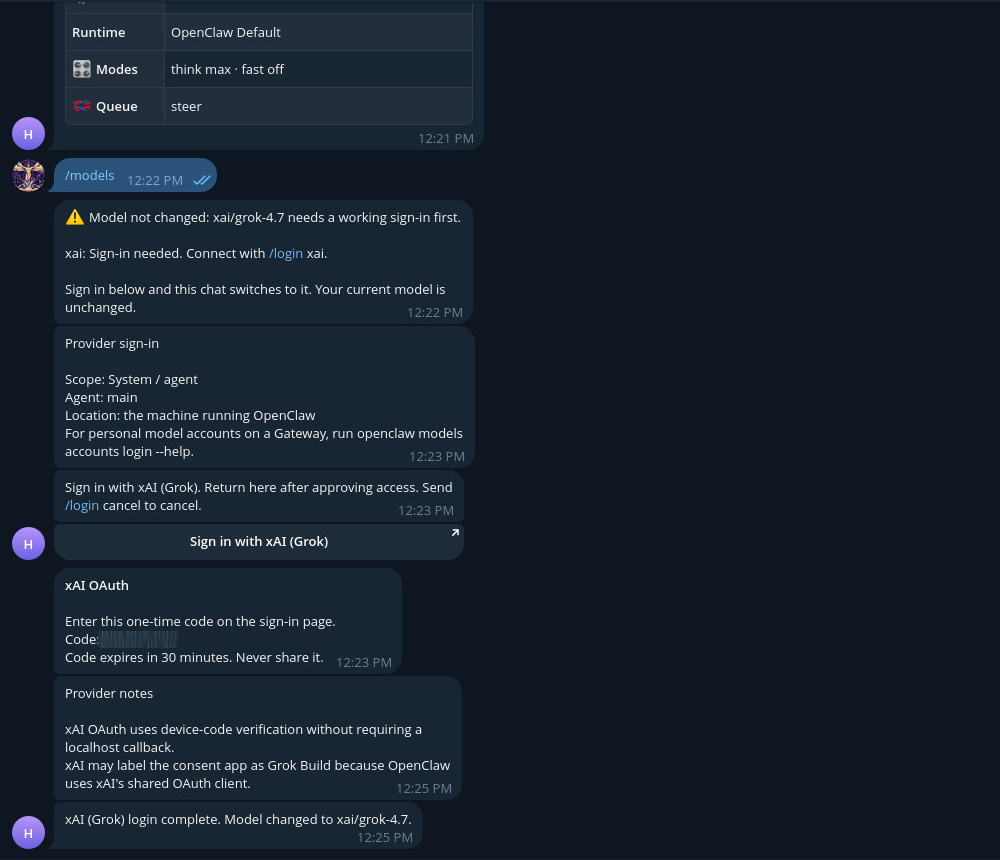 Runtime OpenClaw Default
Modes think max · fast off
Queue steer
12:21 PM
H
/models 12:22 PM
⚠️ Model not changed: xai/grok-4.7 needs a working sign-in first.
xai: Sign-in needed. Connect with /login xai.
Sign in below and this chat switches to it. Your current model is
unchanged.
12:22 PM
Provider sign-in
Scope: System / agent
Agent: main
Location: the machine running OpenClaw
For personal model accounts on a Gateway, run openclaw models
accounts login --help.
12:23 PM
Sign in with xAI (Grok). Return here after approving access. Send
/login cancel to cancel.
12:23 PM
Sign in with xAI (Grok)
H
xAI OAuth
Enter this one-time code on the sign-in page.
Code:
Code expires in 30 minutes. Never share it. 12:23 PM
Provider notes
xAI OAuth uses device-code verification without requiring a
localhost callback.
xAI may label the consent app as Grok Build because OpenClaw
uses xAI's shared OAuth client.
12:25 PM
xAI (Grok) login complete. Model changed to xai/grok-4.7.
12:25 PM
H